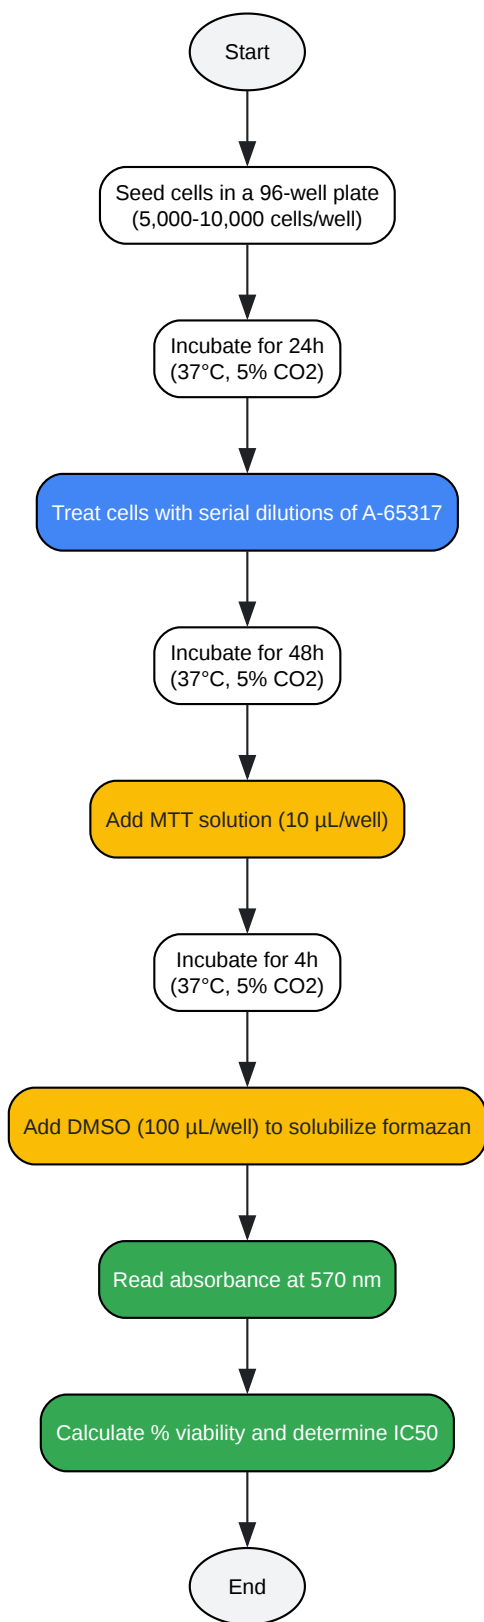 Start
Seed cells in a 96-well plate
(5,000-10,000 cells/well)
Incubate for 24h
(37°C, 5% CO2)
Treat cells with serial dilutions of A-65317
Incubate for 48h
(37°C, 5% CO2)
Add MTT solution (10 µL/well)
Incubate for 4h
(37°C, 5% CO2)
Add DMSO (100 µL/well) to solubilize formazan
Read absorbance at 570 nm
Calculate % viability and determine IC50
End